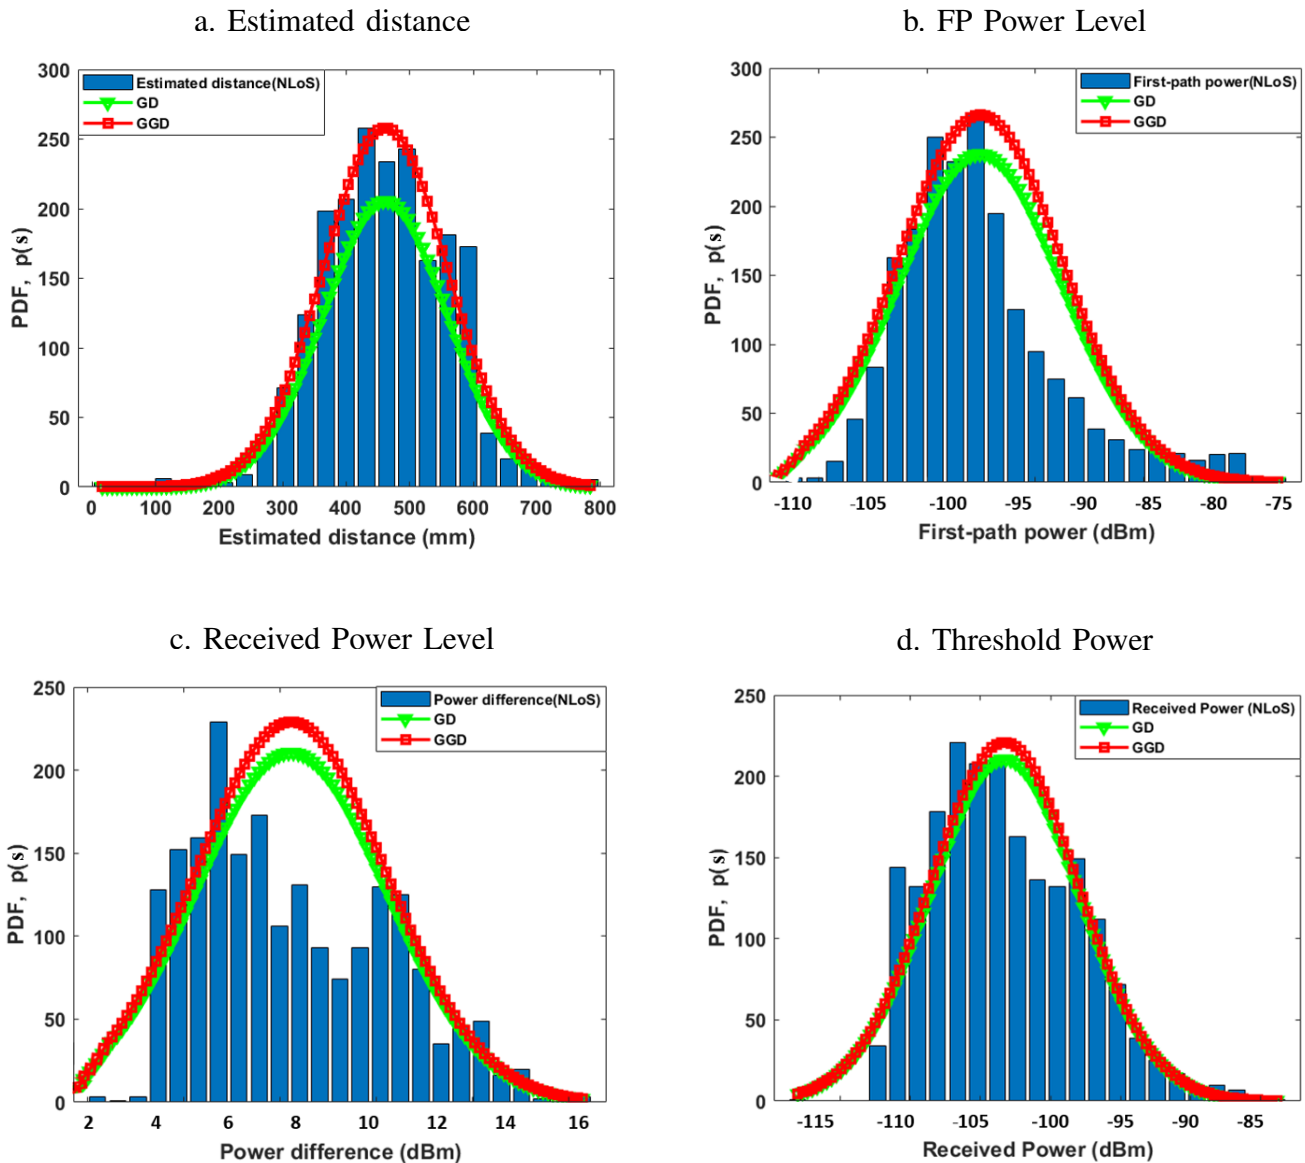 a. Estimated distance
300
250
200
150
100
50
0
PDF, p(s)
Estimated distance(NLoS)
GD
GGD
0 100 200 300 400 500 600 700 800
Estimated distance (mm)
b. FP Power Level
300
250
200
150
100
50
0
PDF, p(s)
First-path power(NLoS)
GD
GGD
-110 -105 -100 -95 -90 -85 -80 -75
First-path power (dBm)
c. Received Power Level
250
200
150
100
50
0
PDF, p(s)
Power difference(NLoS)
GD
GGD
2 4 6 8 10 12 14 16
Power difference (dBm)
d. Threshold Power
250
200
150
100
50
0
PDF, p(s)
Received Power (NLoS)
GD
GGD
-115 -110 -105 -100 -95 -90 -85
Received Power (dBm)